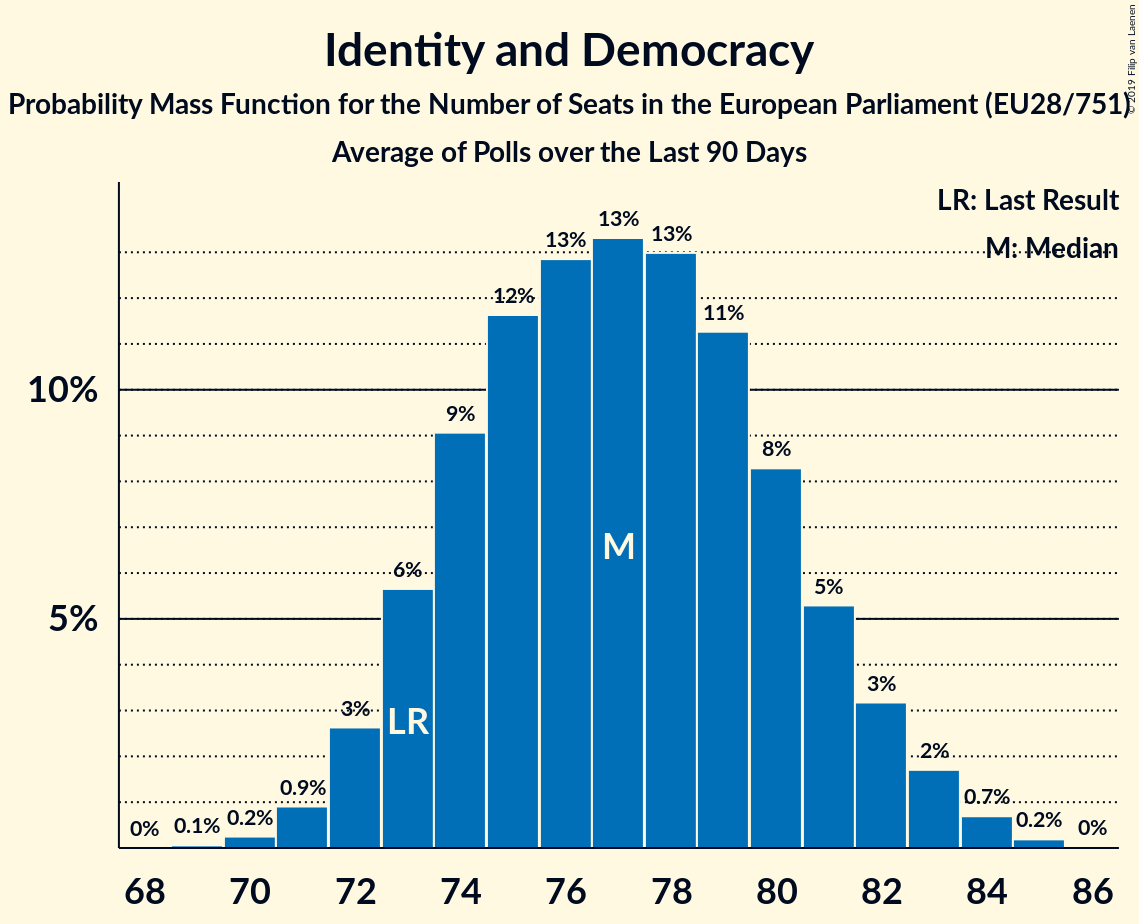 Identity and Democracy
Probability Mass Function for the Number of Seats in the European Parliament (EU28/751)
Average of Polls over the Last 90 Days
© 2019 Filip van Laenen
LR: Last Result
M: Median
10%
5%
0%
0.1%
0.2%
0.9%
3%
6%
9%
12%
13%
13%
13%
11%
8%
5%
3%
2%
0.7%
0.2%
0%
LR
M
68 70 72 74 76 78 80 82 84 86